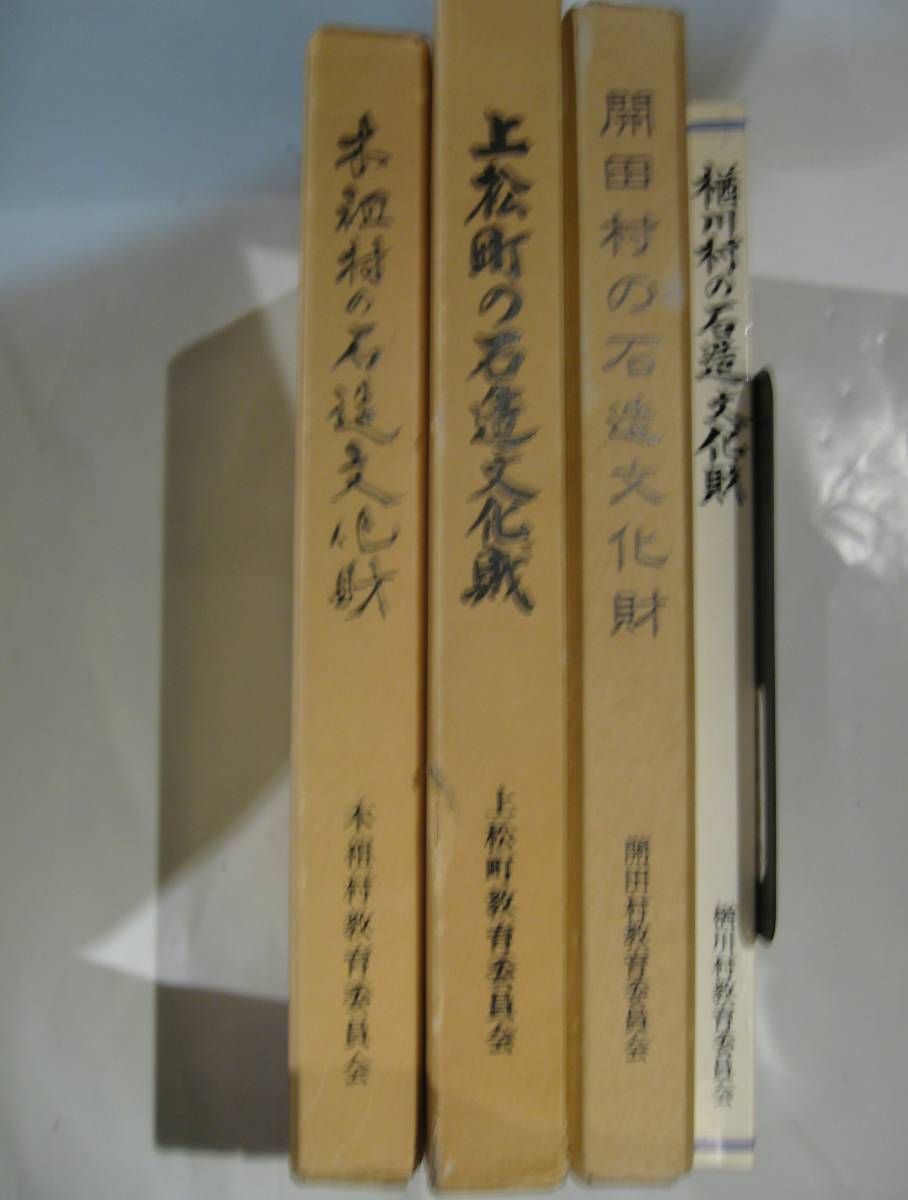 木祖村の石造文化財
木祖村教育委員会
上松町の石造文化財
上松町教育委員会
開田村の石造文化財
開田村教育委員会
楢川村の石造文化財
楢川村教育委員会